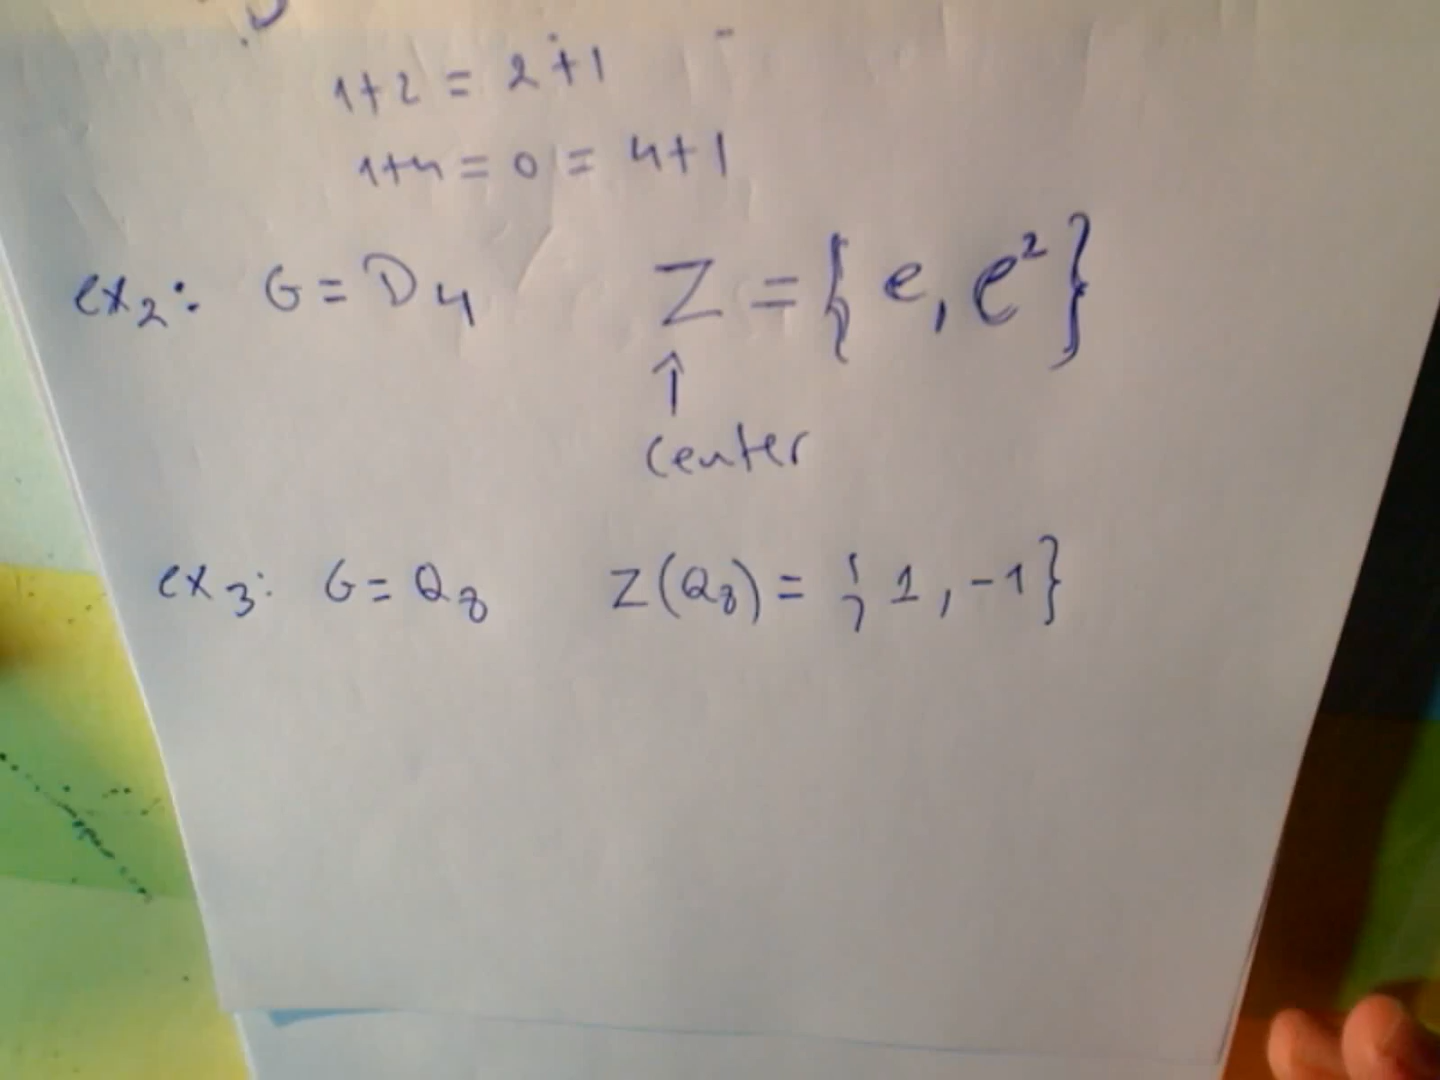 1+2 = 2+1
1+4 = 0 = 4+1
ex2: G = D4 Z = {e, e²}
↑
center
ex3: G = Q8 Z(Q8) = {1, -1}